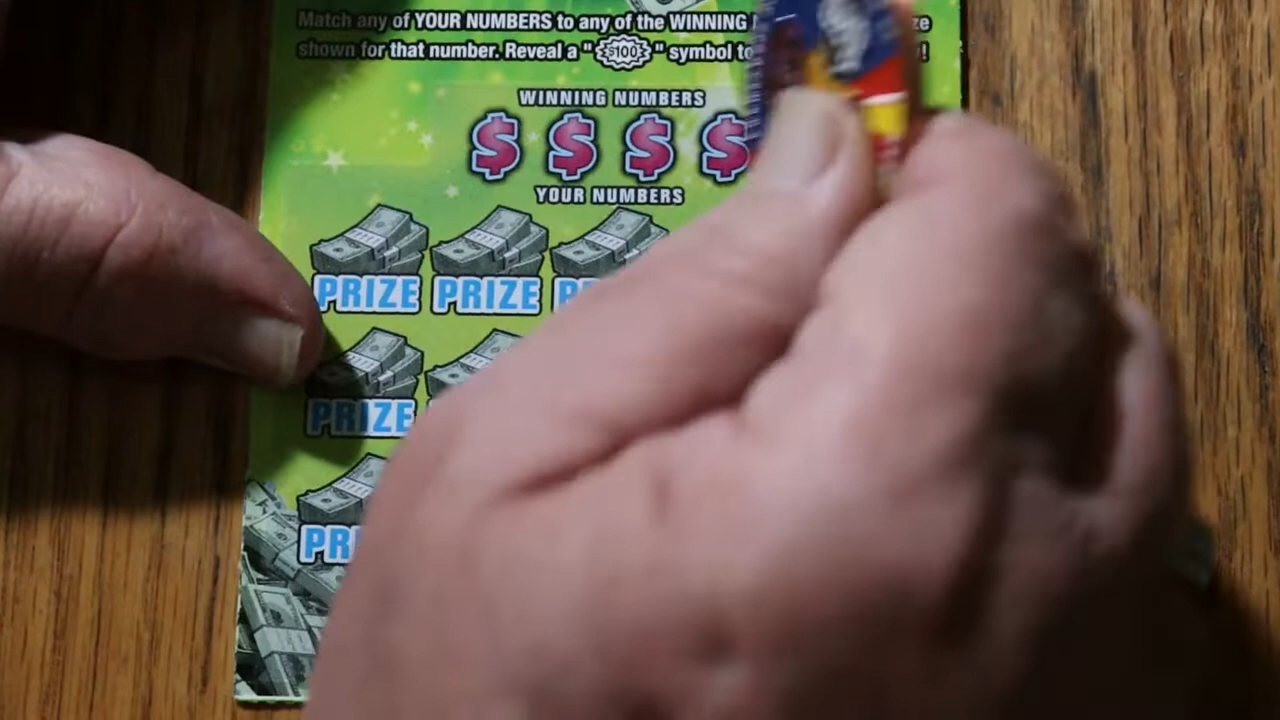 Match any of YOUR NUMBERS to any of the WINNING
shown for that number. Reveal a "$100" symbol to !
WINNING NUMBERS
$ $ $ $
YOUR NUMBERS
PRIZE PRIZE
PRIZE